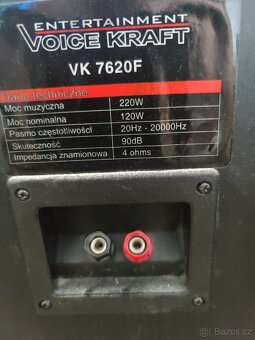 ENTERTAINMENT
VOICE KRAFT
VK 7620F
Dane techniczne
Moc muzyczna 220W
Moc nominalna 120W
Pasmo częstotliwości 20Hz - 20000Hz
Skuteczność 90dB
Impedancja znamionowa 4 ohms
Bazoš.cz